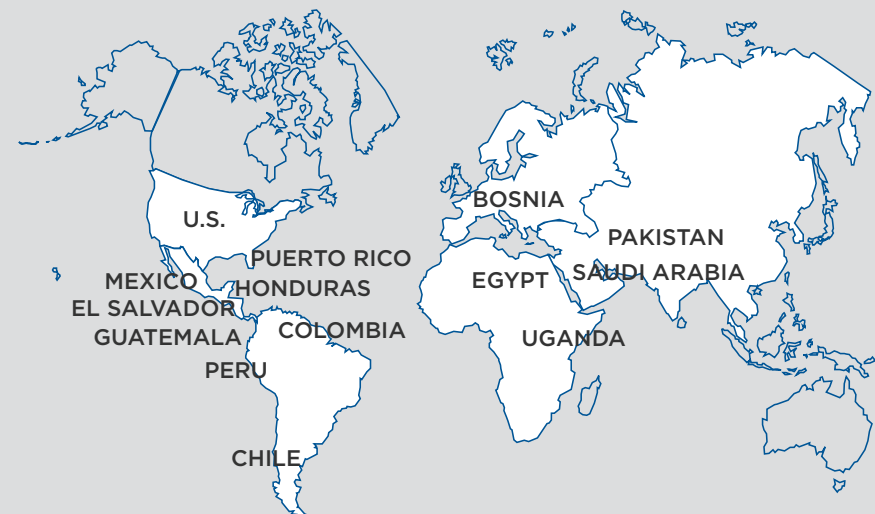 U.S.
PUERTO RICO
MEXICO
HONDURAS
EL SALVADOR
GUATEMALA
COLOMBIA
PERU
CHILE
BOSNIA
PAKISTAN
EGYPT
SAUDI ARABIA
UGANDA